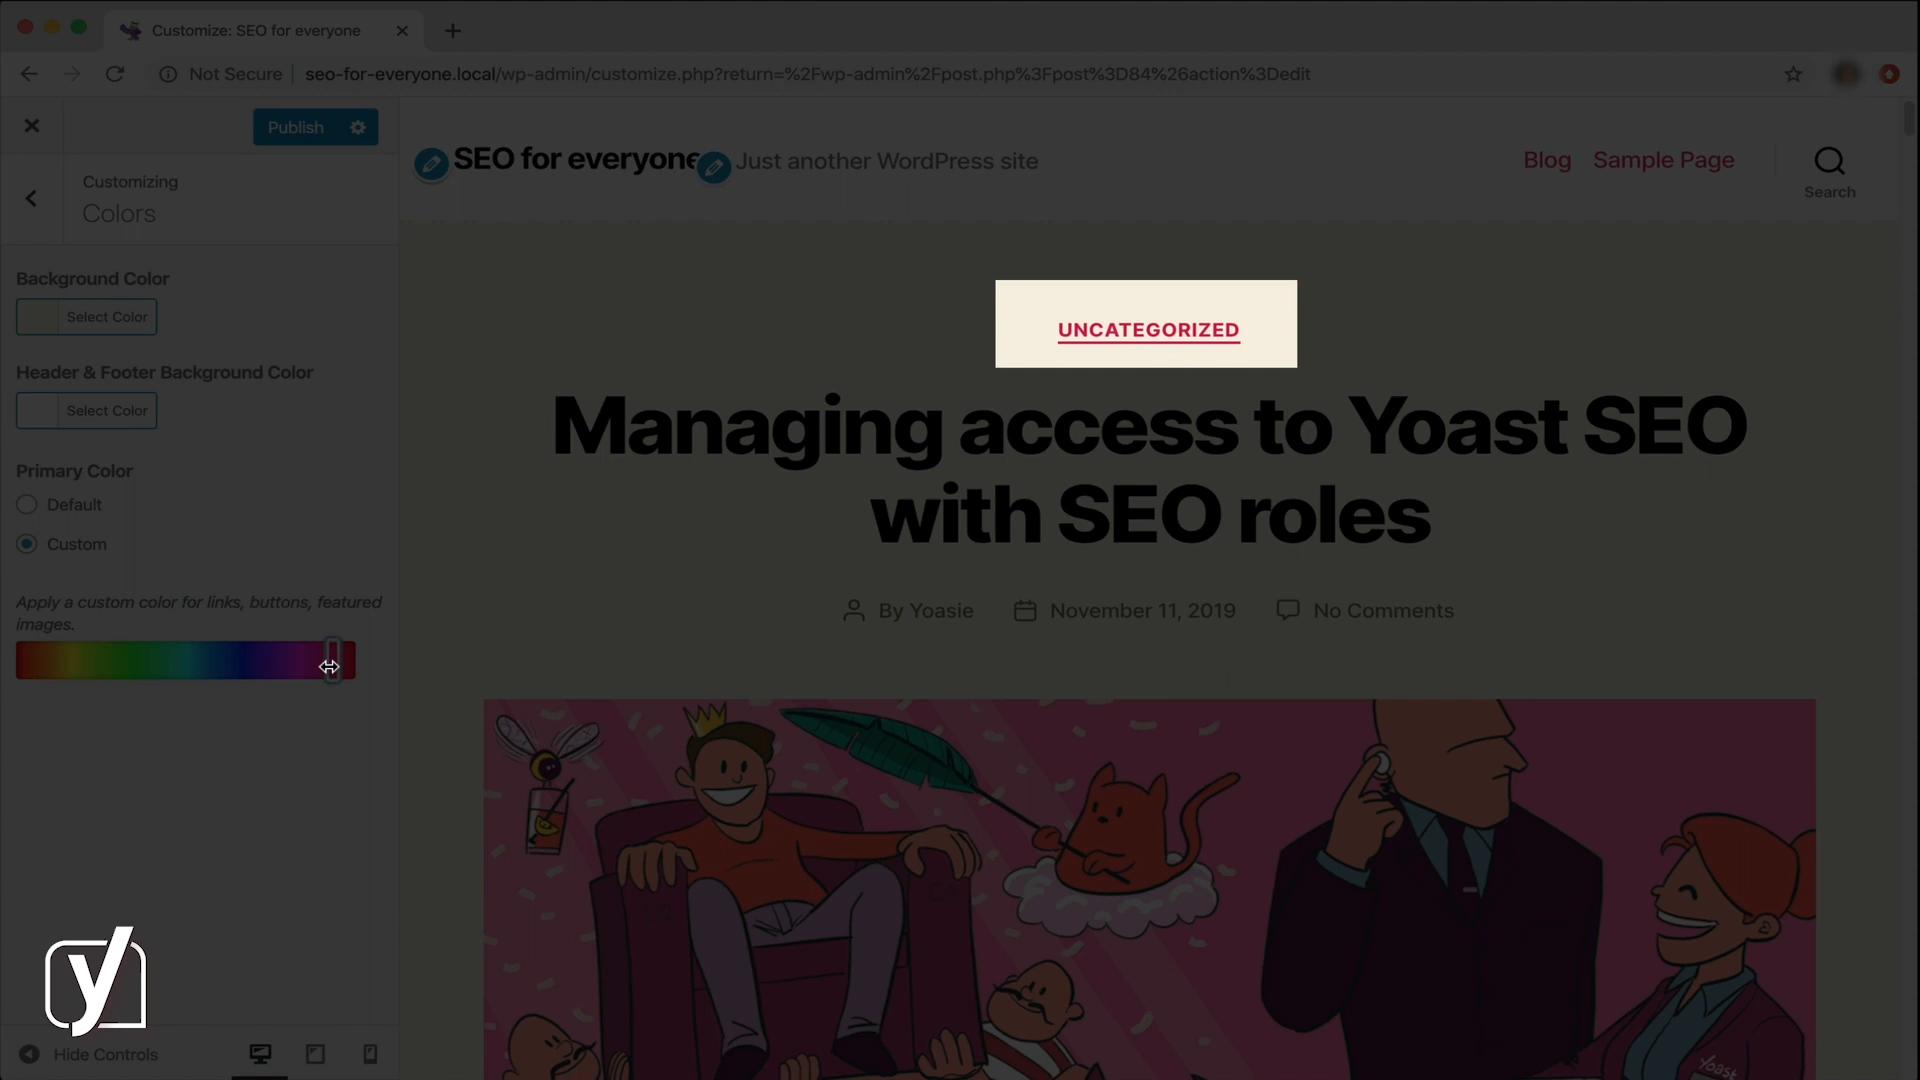 Customize: SEO for everyone
Not Secure | seo-for-everyone.local/wp-admin/customize.php?return=%2Fwp-admin%2Fpost.php%3Fpost%3D84%26action%3Dedit
Publish
Customizing
Colors
Background Color
Select Color
Header & Footer Background Color
Select Color
Primary Color
Default
Custom
Apply a custom color for links, buttons, featured
images.
Hide Controls
y
SEO for everyone
Just another WordPress site
Blog
Sample Page
Search
UNCATEGORIZED
Managing access to Yoast SEO
with SEO roles
By Yoasie
November 11, 2019
No Comments
Yoast